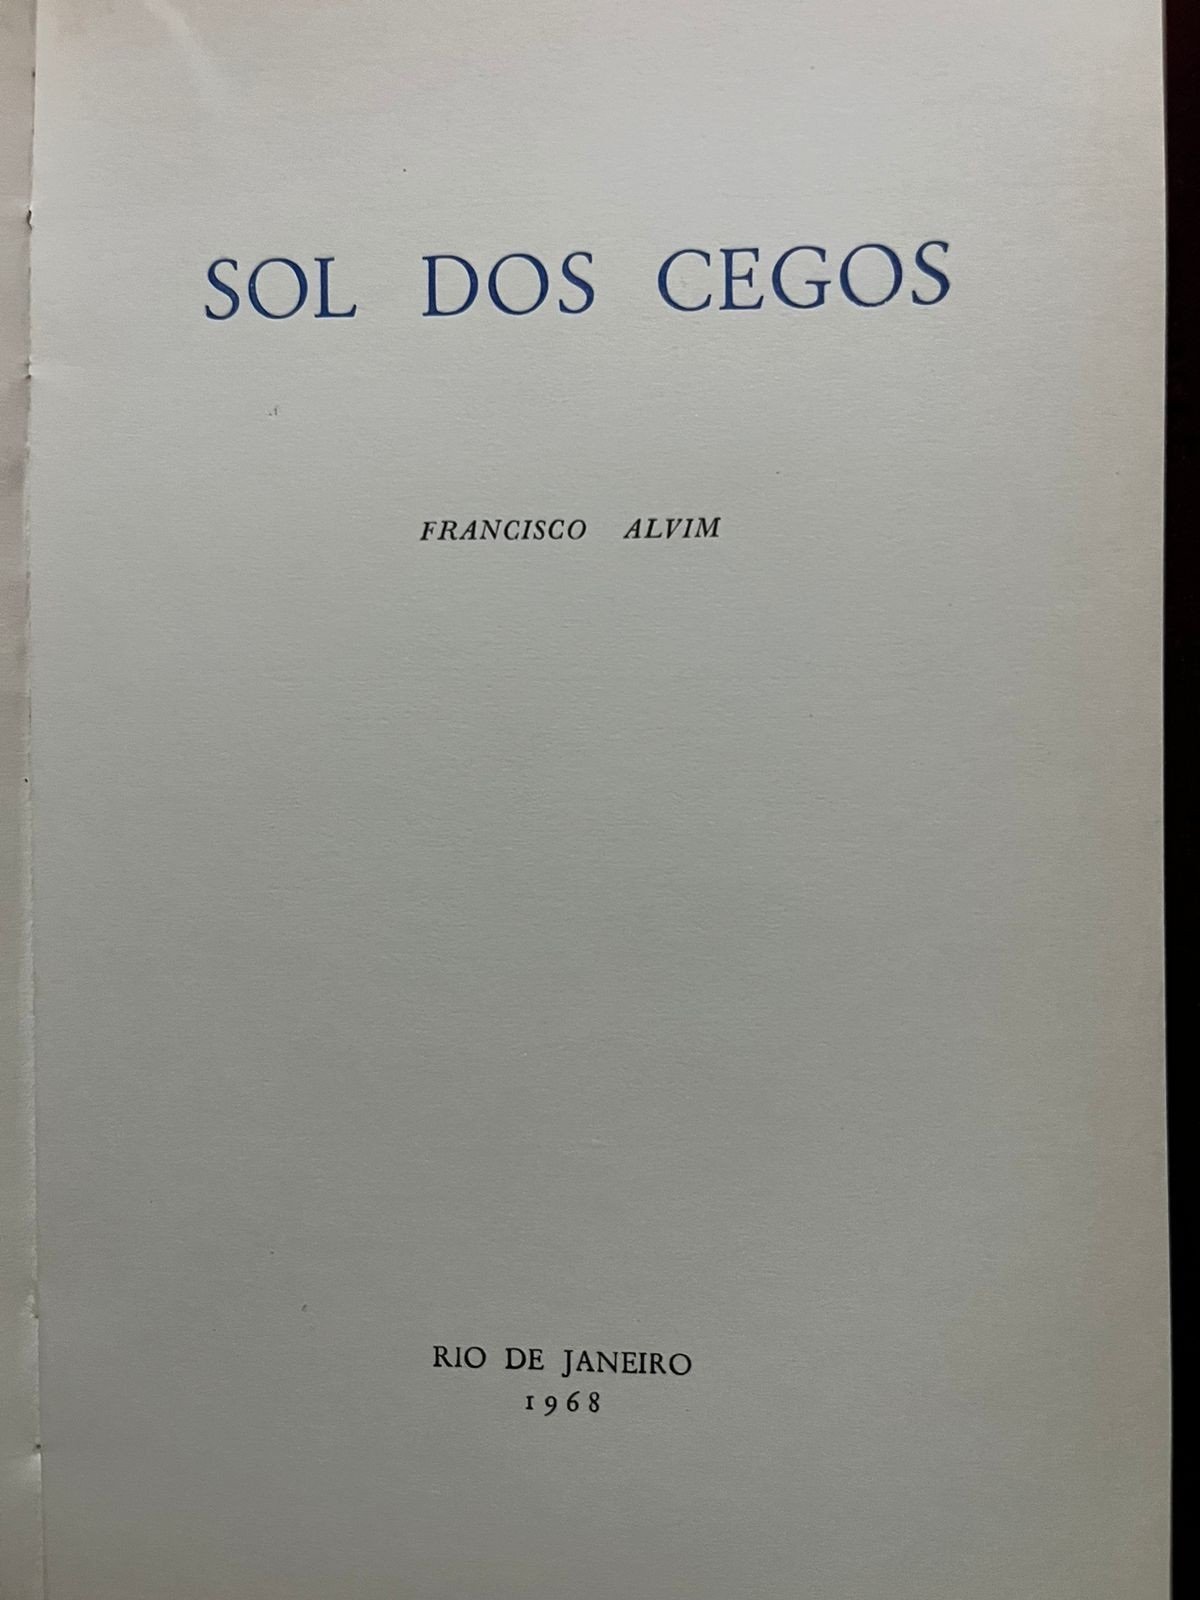 SOL DOS CEGOS
FRANCISCO ALVIM
RIO DE JANEIRO
1968